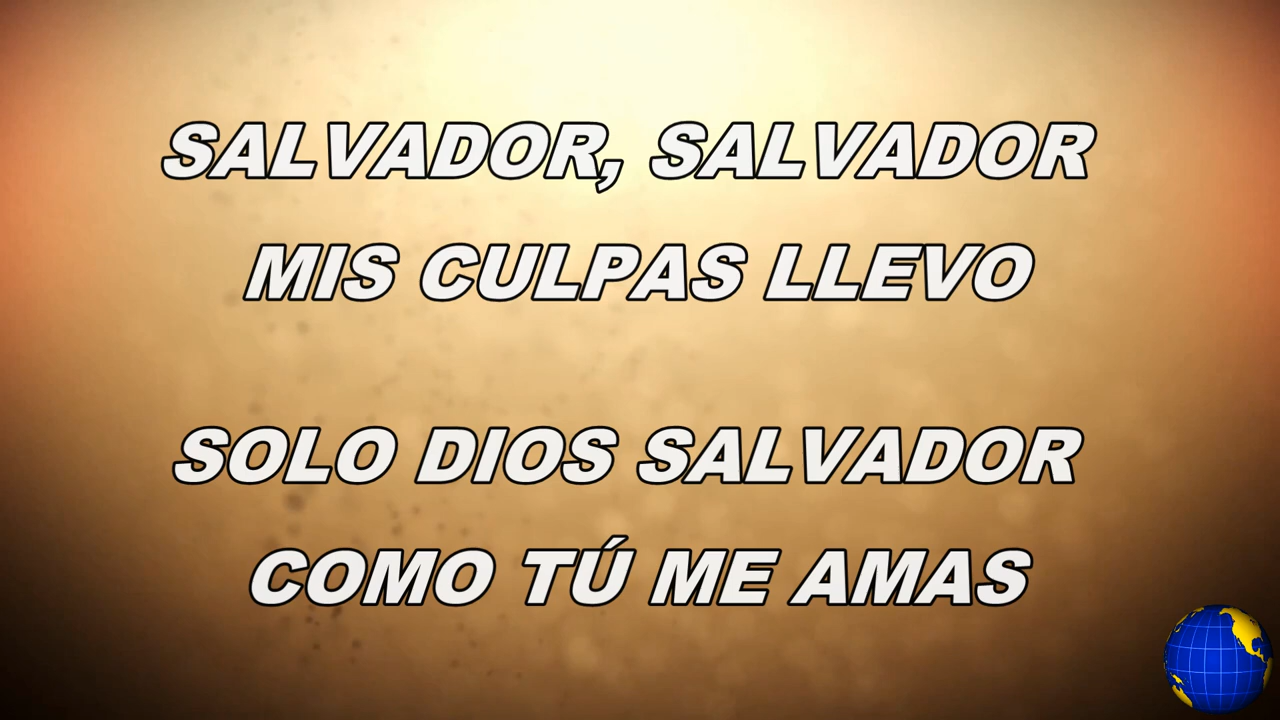 SALVADOR, SALVADOR
MIS CULPAS LLEVO
SOLO DIOS SALVADOR
COMO TÚ ME AMAS